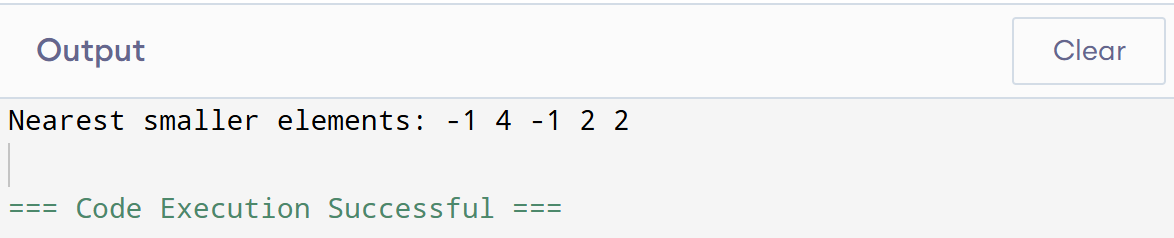 Output
Clear
Nearest smaller elements: -1 4 -1 2 2
=== Code Execution Successful ===